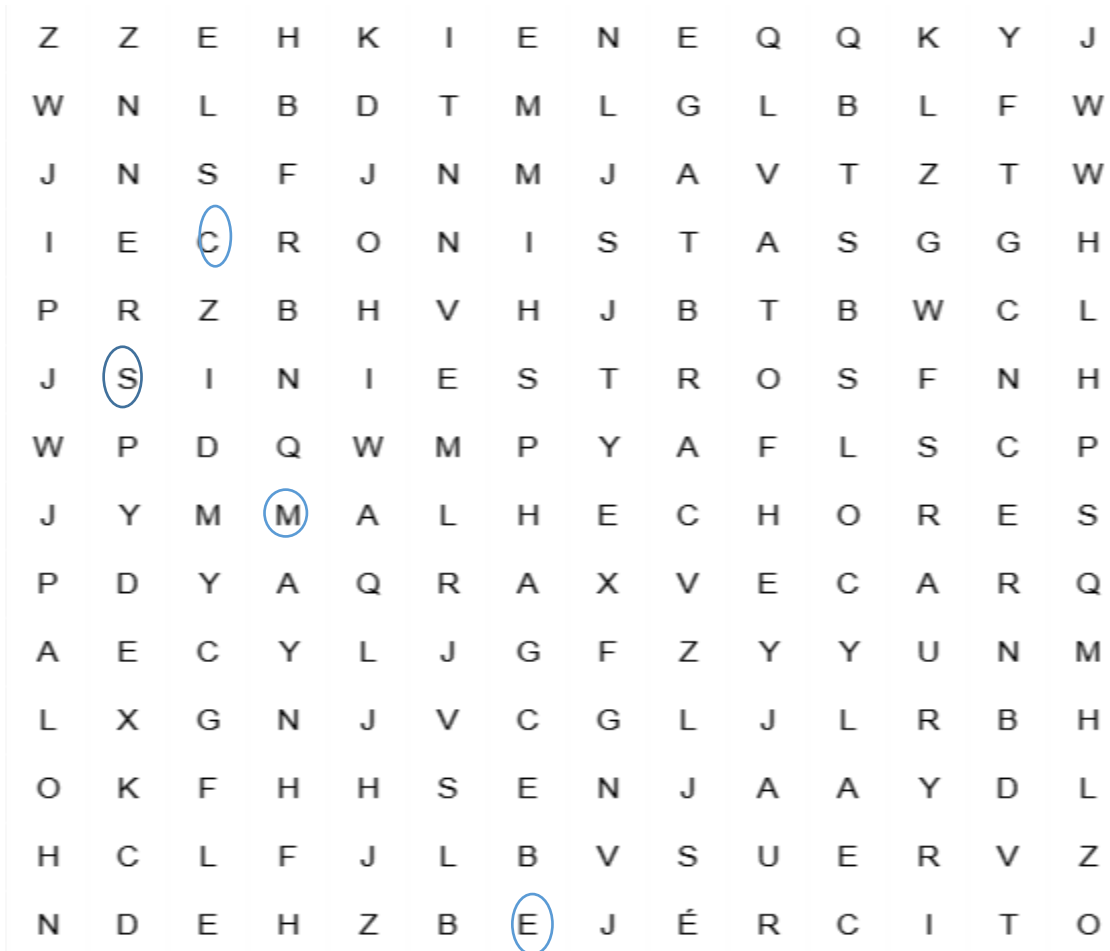 Z Z E H K I E N E Q Q K Y J
W N L B D T M L G L B L F W
J N S F J N M J A V T Z T W
I E C R O N I S T A S G G H
P R Z B H V H J B T B W C L
J S I N I E S T R O S F N H
W P D Q W M P Y A F L S C P
J Y M M A L H E C H O R E S
P D Y A Q R A X V E C A R Q
A E C Y L J G F Z Y Y U N M
L X G N J V C G L J L R B H
O K F H H S E N J A A Y D L
H C L F J L B V S U E R V Z
N D E H Z B E J É R C I T O